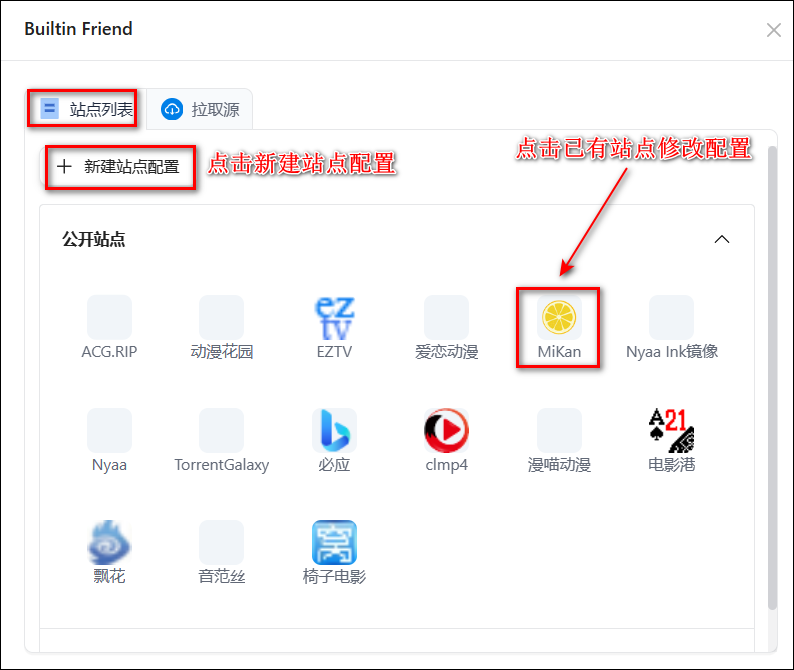 Builtin Friend
站点列表
拉取源
新建站点配置
点击新建站点配置
点击已有站点修改配置
公开站点
ez
tv
ACG.RIP
动漫花园
EZTV
爱恋动漫
MiKan
Nyaa Ink镜像
A21
Nyaa
TorrentGalaxy
必应
clmp4
漫喵动漫
电影港
窝
飘花
音范丝
椅子电影